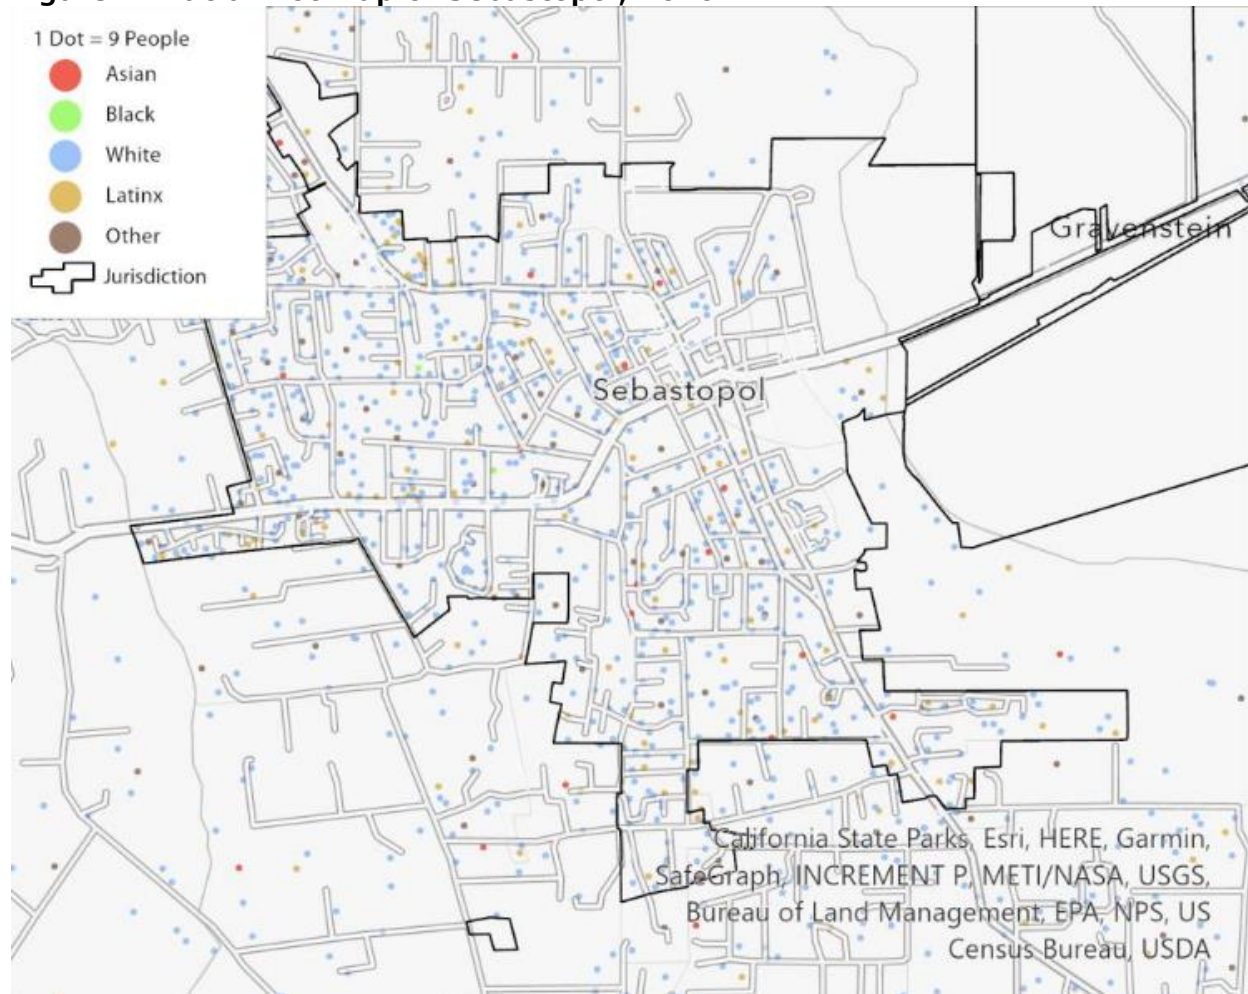 1 Dot = 9 People
Asian
Black
White
Latinx
Other
Jurisdiction
Gravenstein
Sebastopol
California State Parks, Esri, HERE, Garmin,
SafeGraph, INCREMENT P, METI/NASA, USGS,
Bureau of Land Management, EPA, NPS, US
Census Bureau, USDA